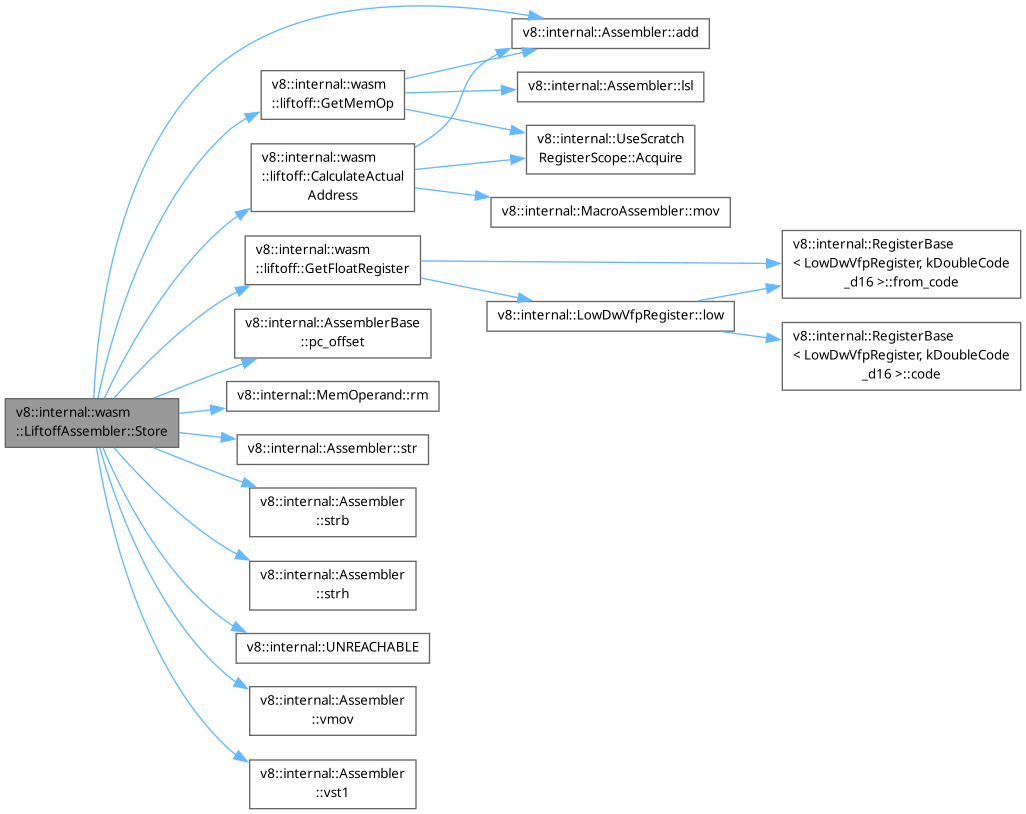 v8::internal::Assembler::add
v8::internal::wasm
::liftoff::GetMemOp
v8::internal::Assembler::lsl
v8::internal::UseScratch
RegisterScope::Acquire
v8::internal::wasm
::liftoff::CalculateActual
Address
v8::internal::MacroAssembler::mov
v8::internal::wasm
::liftoff::GetFloatRegister
v8::internal::RegisterBase
< LowDwVfpRegister, kDoubleCode
_d16 >::from_code
v8::internal::LowDwVfpRegister::low
v8::internal::AssemblerBase
::pc_offset
v8::internal::RegisterBase
< LowDwVfpRegister, kDoubleCode
_d16 >::code
v8::internal::MemOperand::rm
v8::internal::wasm
::LiftoffAssembler::Store
v8::internal::Assembler::str
v8::internal::Assembler
::strb
v8::internal::Assembler
::strh
v8::internal::UNREACHABLE
v8::internal::Assembler
::vmov
v8::internal::Assembler
::vst1